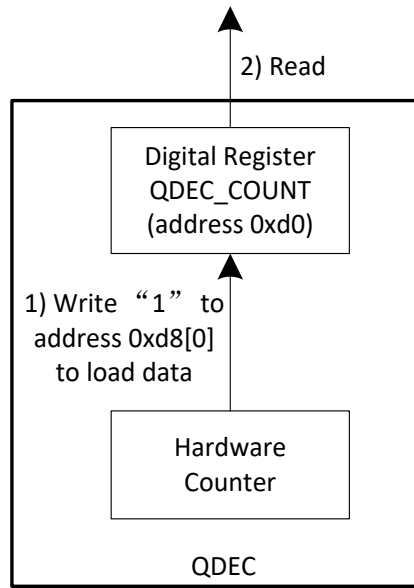 2) Read
Digital Register
QDEC_COUNT
(address 0xd0)
1) Write “1” to
address 0xd8[0]
to load data
Hardware
Counter
QDEC